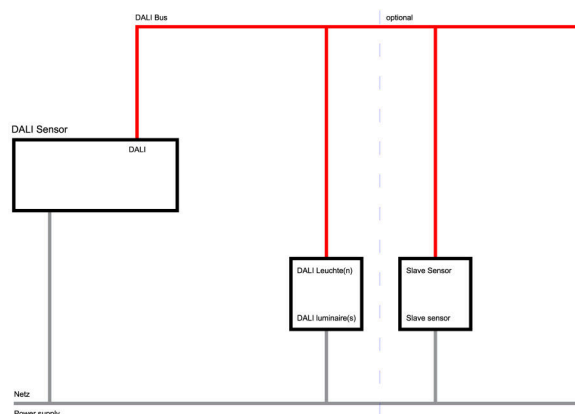 DALI Bus
optional
DALI Sensor
DALI
DALI Leuchte(n)
DALI luminaire(s)
Slave Sensor
Slave sensor
Netz
Power supply